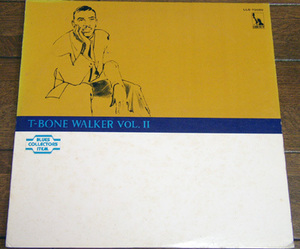 T-BONE WALKER VOL. II
BLUES
COLLECTORS
ITEM